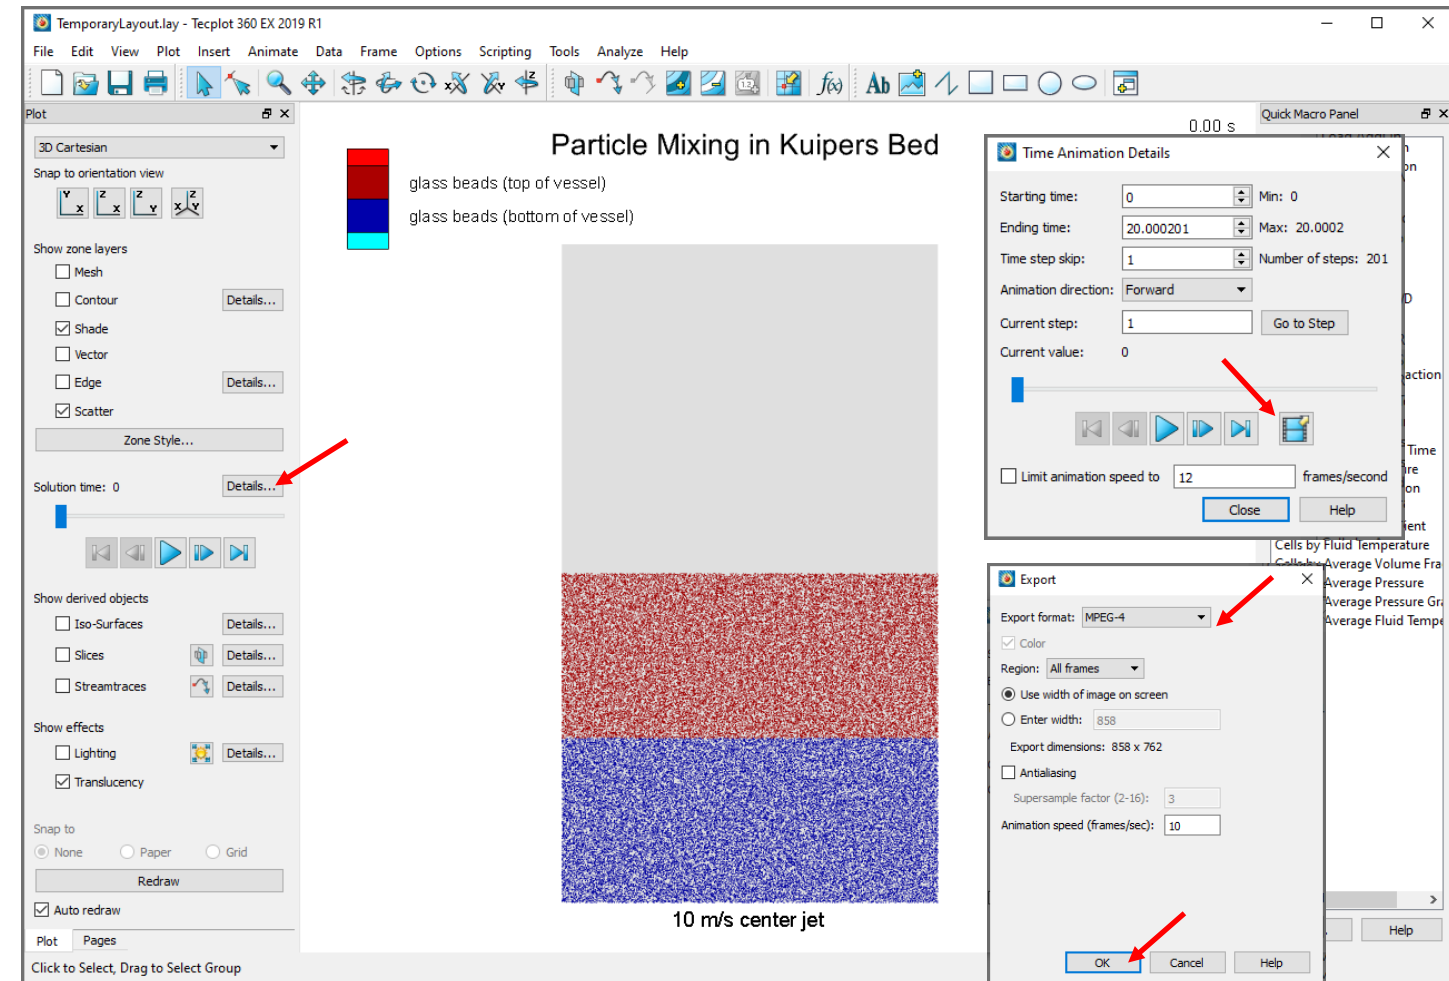 TemporaryLayout.lay - Tecplot 360 EX 2019 R1
File Edit View Plot Insert Animate Data Frame Options Scripting Tools Analyze Help
Ab
Plot
3D Cartesian
Snap to orientation view
Y X Z X Z Y X Z Y
Show zone layers
Mesh
Contour Details...
Shade
Vector
Edge Details...
Scatter
Zone Style...
Solution time: 0 Details...
Show derived objects
Iso-Surfaces Details...
Slices Details...
Streamtraces Details...
Show effects
Lighting Details...
Translucency
Snap to
None Paper Grid
Redraw
Auto redraw
Plot Pages
Click to Select, Drag to Select Group
0.00 s
Particle Mixing in Kuipers Bed
glass beads (top of vessel)
glass beads (bottom of vessel)
10 m/s center jet
Quick Macro Panel
Time Animation Details
Starting time: 0 Min: 0
Ending time: 20.000201 Max: 20.0002
Time step skip: 1 Number of steps: 201
Animation direction: Forward
Current step: 1 Go to Step
Current value: 0
Limit animation speed to 12 frames/second
Close Help
action
Time
Cells by Fluid Temperature
Average Volume Fra
Average Pressure
Average Pressure Gr
Average Fluid Tempe
Export
Export format: MPEG-4
Color
Region: All frames
Use width of image on screen
Enter width: 858
Export dimensions: 858 x 762
Antialiasing
Supersample factor (2-16): 3
Animation speed (frames/sec): 10
OK Cancel Help
Help